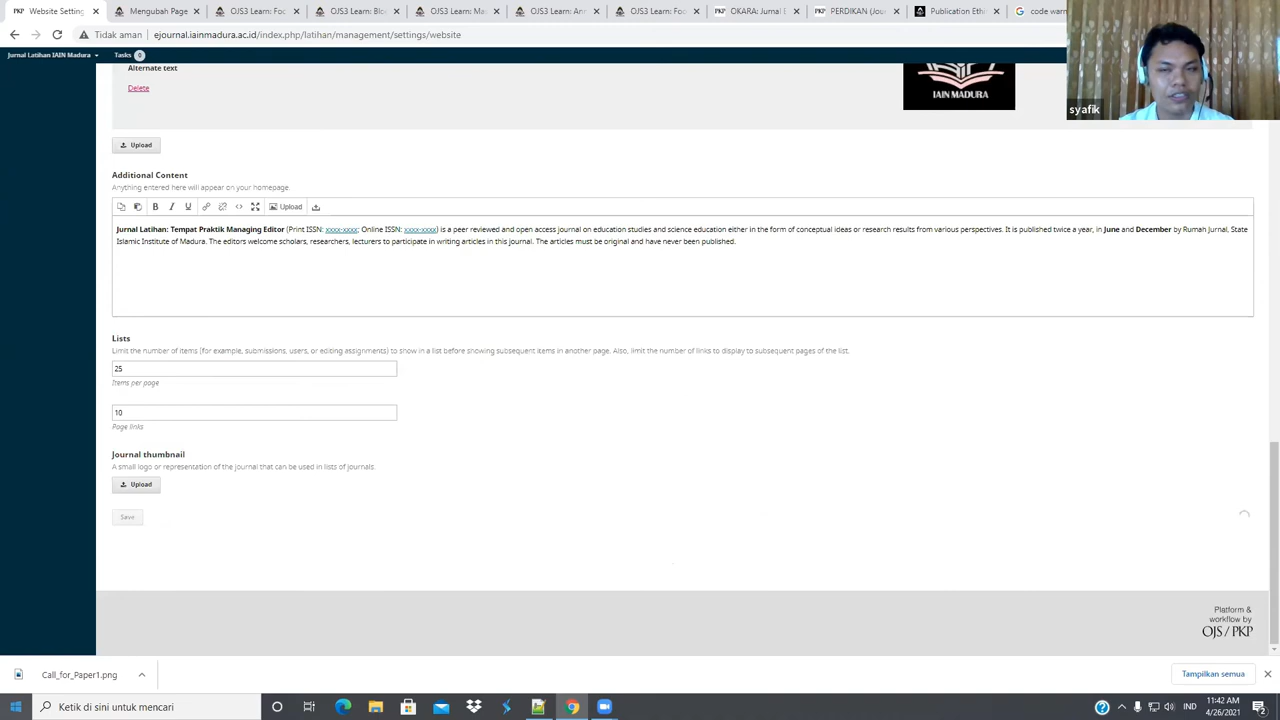 Website Setting
Mengubah Page
OJS3 Learn: Foo
OJS3 Learn: Blo
OJS3 Learn: Ma
OJS3 Learn: Ann
OJS3 Learn: Foo
OKARA: Jurnal B
PERDIKAN (Jou
Publication Ethi
code warn
Tidak aman
ejournal.iainmadura.ac.id/index.php/latihan/management/settings/website
Jurnal Latihan IAIN Madura
Tasks 0
Alternate text
Delete
IAIN MADURA
syafik
Upload
Additional Content
Anything entered here will appear on your homepage.
B I U Upload
Jurnal Latihan: Tempat Praktik Managing Editor (Print ISSN: xxxx-xxxx; Online ISSN: xxxx-xxxx) is a peer reviewed and open access journal on education studies and science education either in the form of conceptual ideas or research results from various perspectives. It is published twice a year, in June and December by Rumah Jurnal, State
Islamic Institute of Madura. The editors welcome scholars, researchers, lecturers to participate in writing articles in this journal. The articles must be original and have never been published.
Lists
Limit the number of items (for example, submissions, users, or editing assignments) to show in a list before showing subsequent items in another page. Also, limit the number of links to display to subsequent pages of the list.
25
Items per page
10
Page links
Journal thumbnail
A small logo or representation of the journal that can be used in lists of journals.
Upload
Save
Platform &
workflow by
OJS / PKP
Call_for_Paper1.png
Tampilkan semua
Ketik di sini untuk mencari
IND
11:42 AM
4/26/2021
2